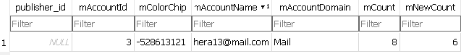 publisher_id mAccountId mColorChip mAccountName mAccountDomain mCount mNewCount
Filter Filter Filter Filter Filter Filter Filter
1 NULL 3 -528613121 hera13@mail.com Mail 8 6